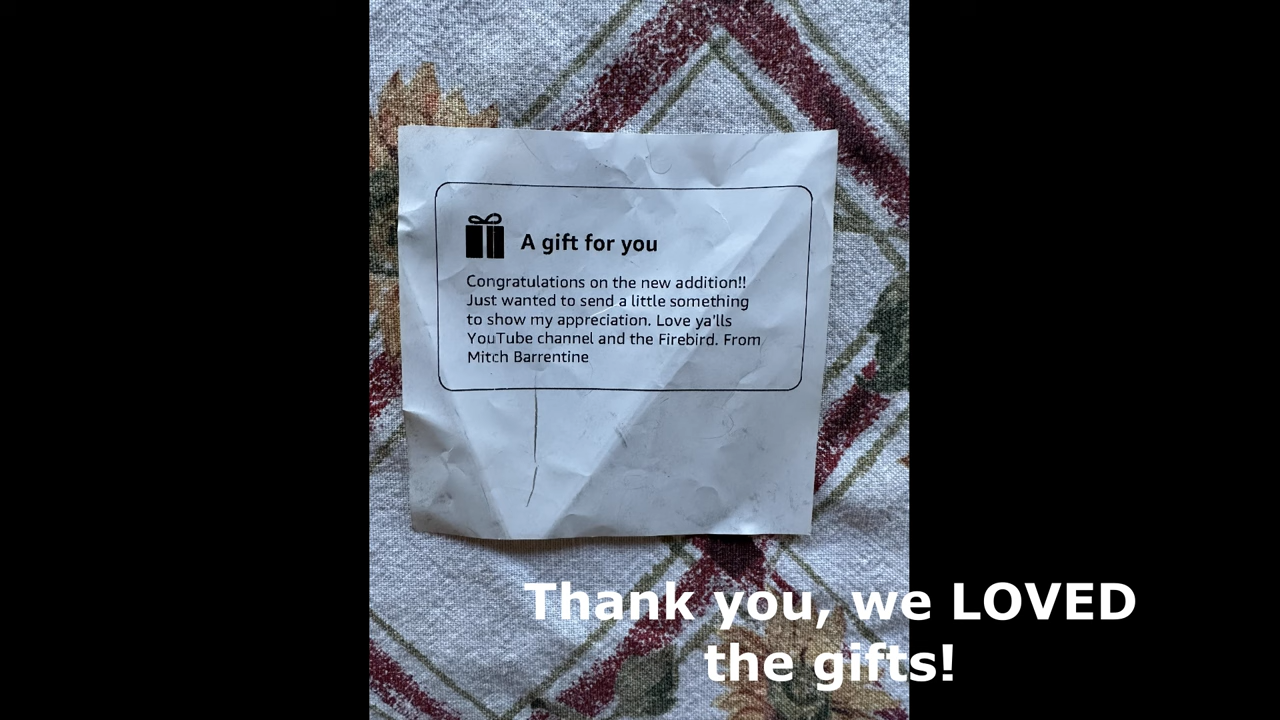 A gift for you
Congratulations on the new addition!!
Just wanted to send a little something
to show my appreciation. Love ya'lls
YouTube channel and the Firebird. From
Mitch Barrentine
Thank you, we LOVED
the gifts!